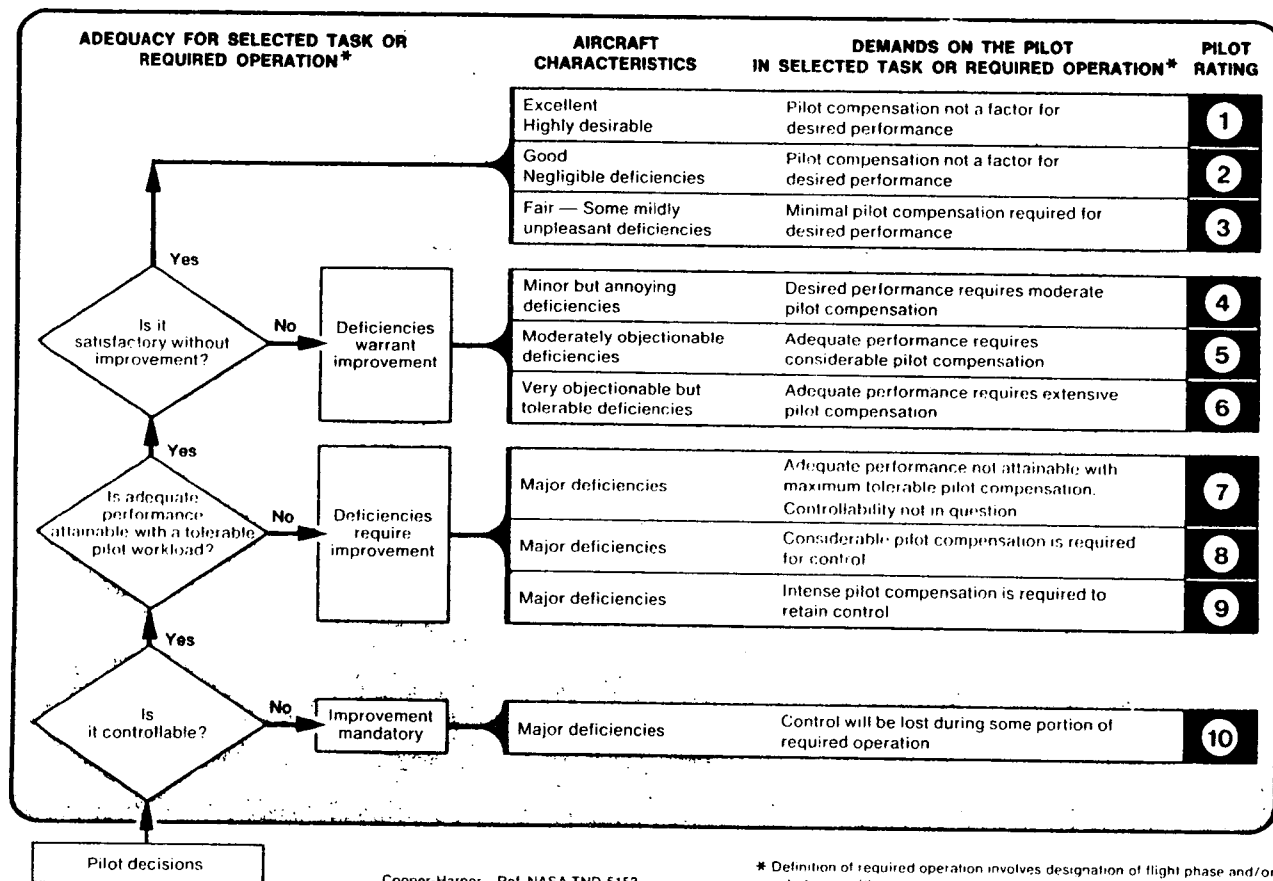 ADEQUACY FOR SELECTED TASK OR
REQUIRED OPERATION*
AIRCRAFT
CHARACTERISTICS
DEMANDS ON THE PILOT
IN SELECTED TASK OR REQUIRED OPERATION*
PILOT
RATING
Excellent
Highly desirable
Pilot compensation not a factor for
desired performance
1
Good
Negligible deficiencies
Pilot compensation not a factor for
desired performance
2
Fair — Some mildly
unpleasant deficiencies
Minimal pilot compensation required for
desired performance
3
Yes
Is it
satisfactory without
improvement?
No
Deficiencies
warrant
improvement
Minor but annoying
deficiencies
Desired performance requires moderate
pilot compensation
4
Moderately objectionable
deficiencies
Adequate performance requires
considerable pilot compensation
5
Very objectionable but
tolerable deficiencies
Adequate performance requires extensive
pilot compensation
6
Yes
Is adequate
performance
attainable with a tolerable
pilot workload?
No
Deficiencies
require
improvement
Major deficiencies
Adequate performance not attainable with
maximum tolerable pilot compensation.
Controllability not in question
7
Major deficiencies
Considerable pilot compensation is required
for control
8
Major deficiencies
Intense pilot compensation is required to
retain control
9
Yes
Is
it controllable?
No
Improvement
mandatory
Major deficiencies
Control will be lost during some portion of
required operation
10
Pilot decisions
Cooper-Harper Ref. NASA TND-5153
* Definition of required operation involves designation of flight phase and/or